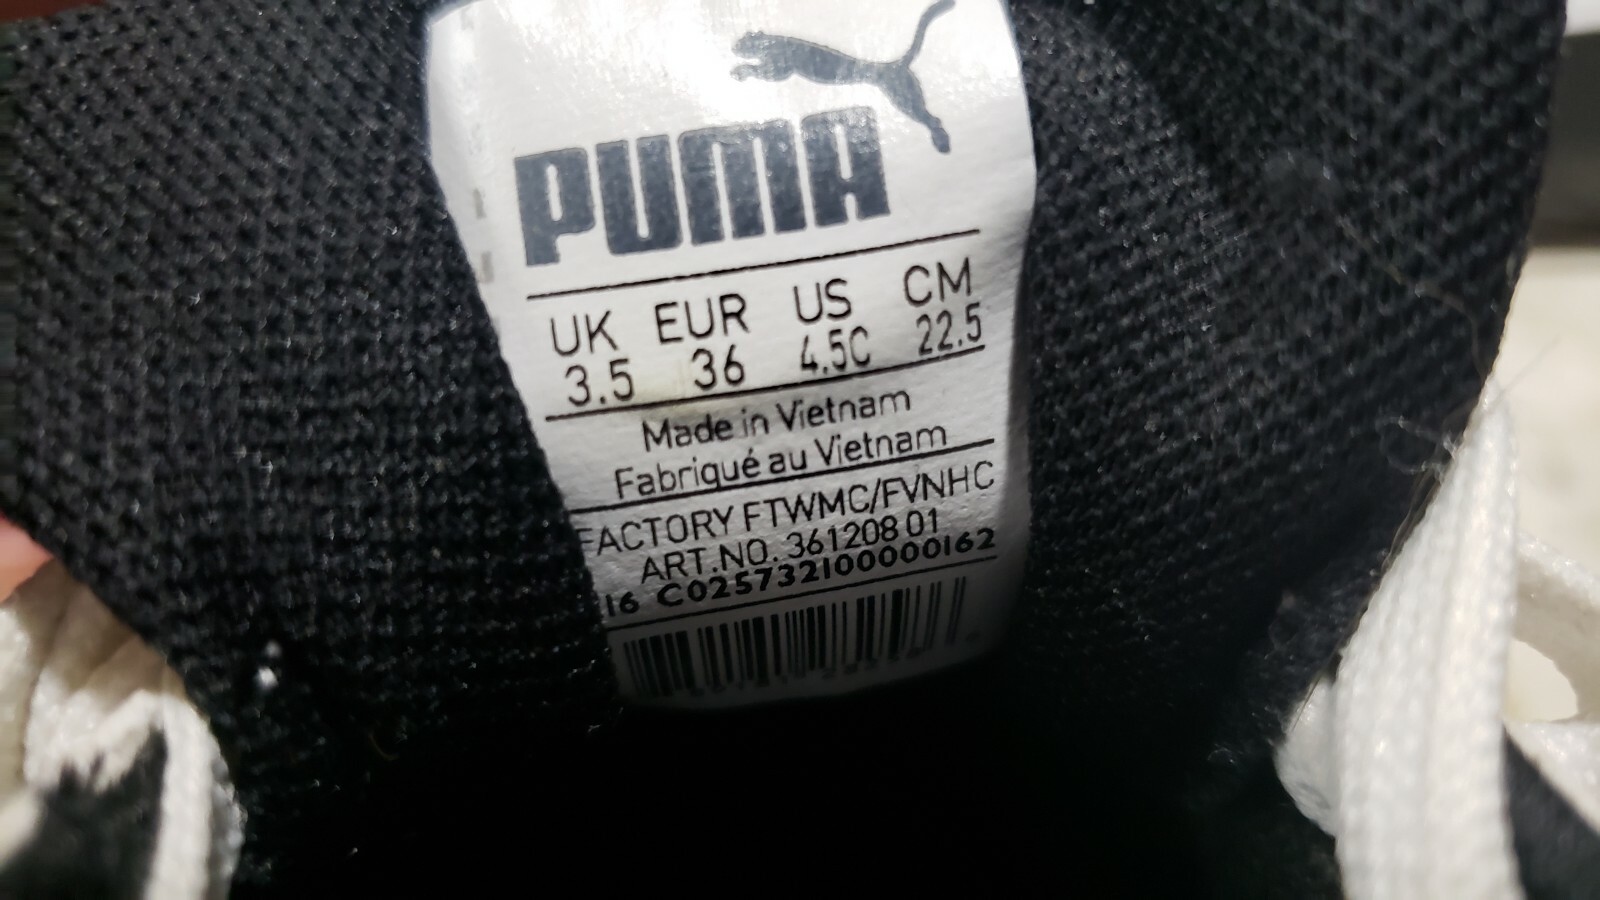 PUMA
UK EUR US CM
3.5 36 4.5C 22.5
Made in Vietnam
Fabriqué au Vietnam
FACTORY FTWMC/FVNHC
ART.NO. 361208 01
16 C025732100000162